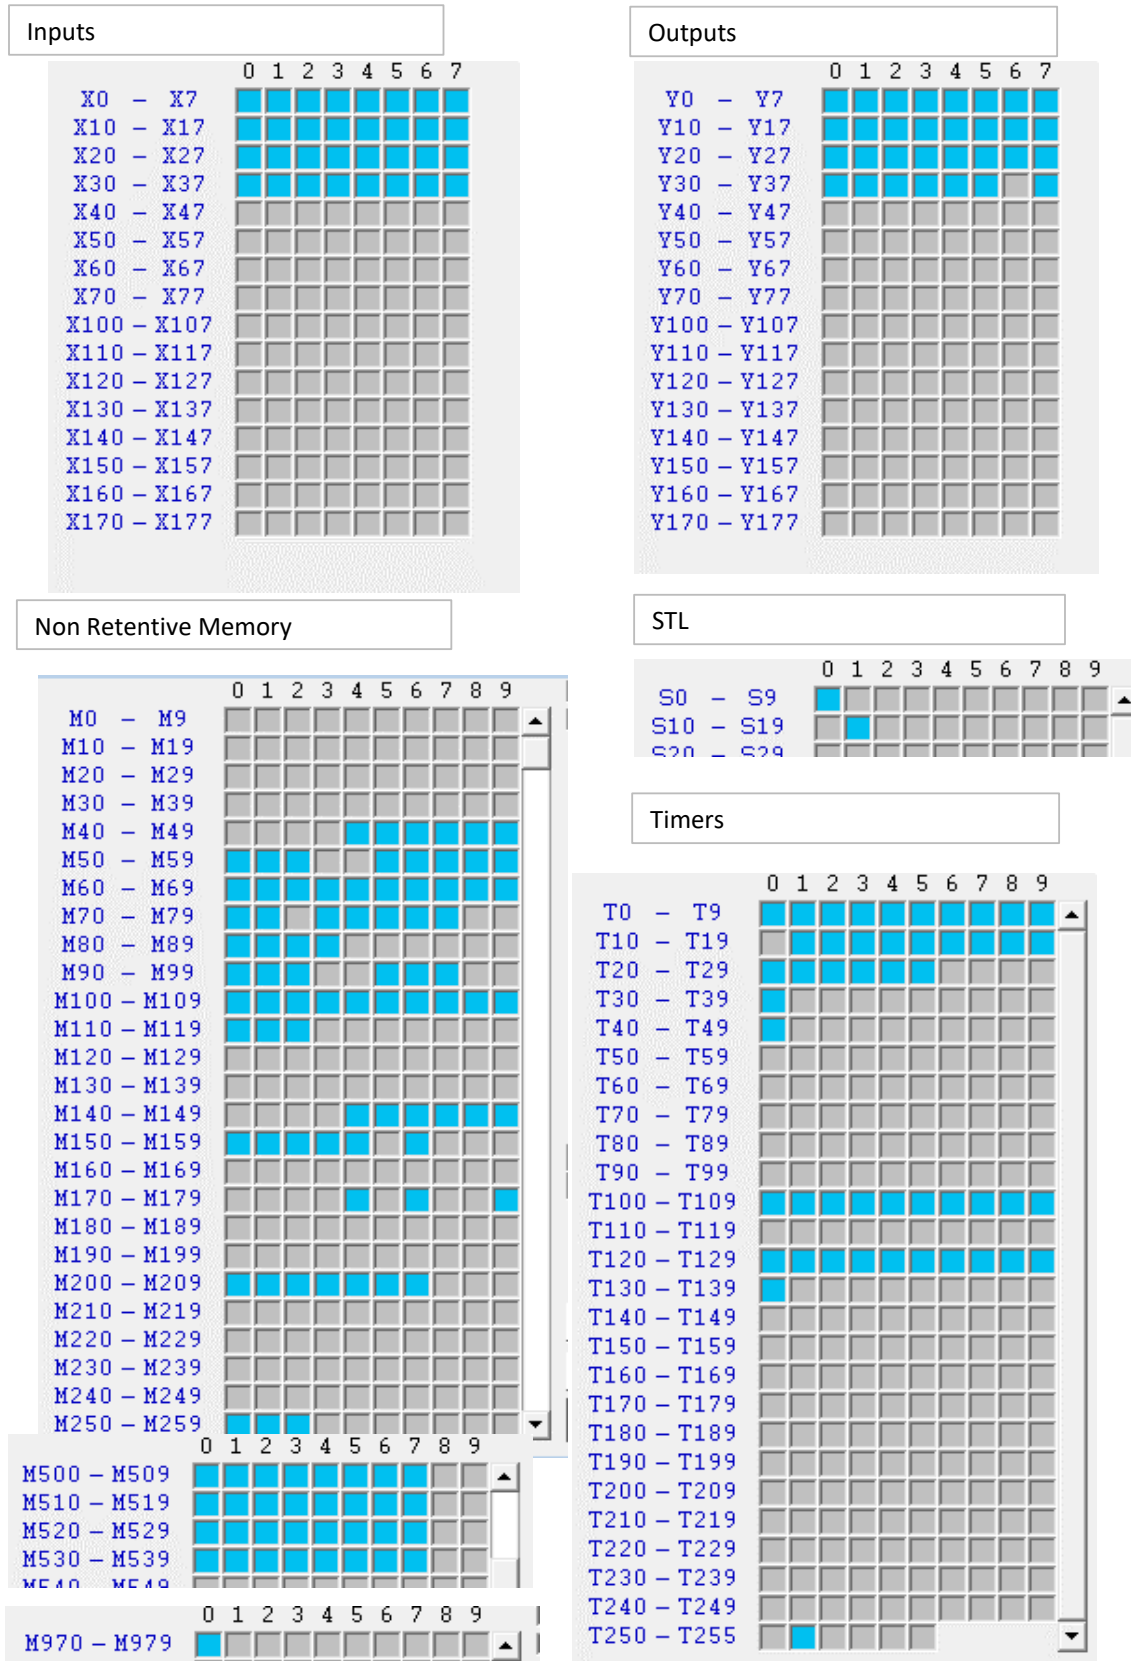 Inputs
0 1 2 3 4 5 6 7
X0 – X7
X10 – X17
X20 – X27
X30 – X37
X40 – X47
X50 – X57
X60 – X67
X70 – X77
X100 – X107
X110 – X117
X120 – X127
X130 – X137
X140 – X147
X150 – X157
X160 – X167
X170 – X177
Outputs
0 1 2 3 4 5 6 7
Y0 – Y7
Y10 – Y17
Y20 – Y27
Y30 – Y37
Y40 – Y47
Y50 – Y57
Y60 – Y67
Y70 – Y77
Y100 – Y107
Y110 – Y117
Y120 – Y127
Y130 – Y137
Y140 – Y147
Y150 – Y157
Y160 – Y167
Y170 – Y177
Non Retentive Memory
0 1 2 3 4 5 6 7 8 9
M0 – M9
M10 – M19
M20 – M29
M30 – M39
M40 – M49
M50 – M59
M60 – M69
M70 – M79
M80 – M89
M90 – M99
M100 – M109
M110 – M119
M120 – M129
M130 – M139
M140 – M149
M150 – M159
M160 – M169
M170 – M179
M180 – M189
M190 – M199
M200 – M209
M210 – M219
M220 – M229
M230 – M239
M240 – M249
M250 – M259
0 1 2 3 4 5 6 7 8 9
M500 – M509
M510 – M519
M520 – M529
M530 – M539
M540 – M549
0 1 2 3 4 5 6 7 8 9
M970 – M979
STL
0 1 2 3 4 5 6 7 8 9
S0 – S9
S10 – S19
S20 – S29
Timers
0 1 2 3 4 5 6 7 8 9
T0 – T9
T10 – T19
T20 – T29
T30 – T39
T40 – T49
T50 – T59
T60 – T69
T70 – T79
T80 – T89
T90 – T99
T100 – T109
T110 – T119
T120 – T129
T130 – T139
T140 – T149
T150 – T159
T160 – T169
T170 – T179
T180 – T189
T190 – T199
T200 – T209
T210 – T219
T220 – T229
T230 – T239
T240 – T249
T250 – T255